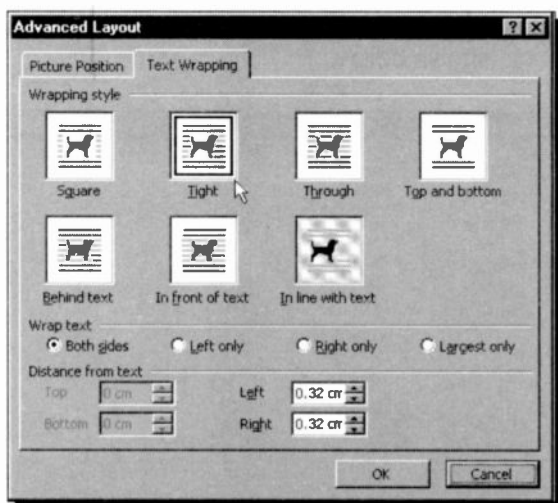 Advanced Layout
Picture Position Text Wrapping
Wrapping style
Square Tight Through Top and bottom
Behind text In front of text In line with text
Wrap text
Both sides Left only Right only Largest only
Distance from text
Top 0 cm Left 0.32 cm
Bottom 0 cm Right 0.32 cm
OK Cancel